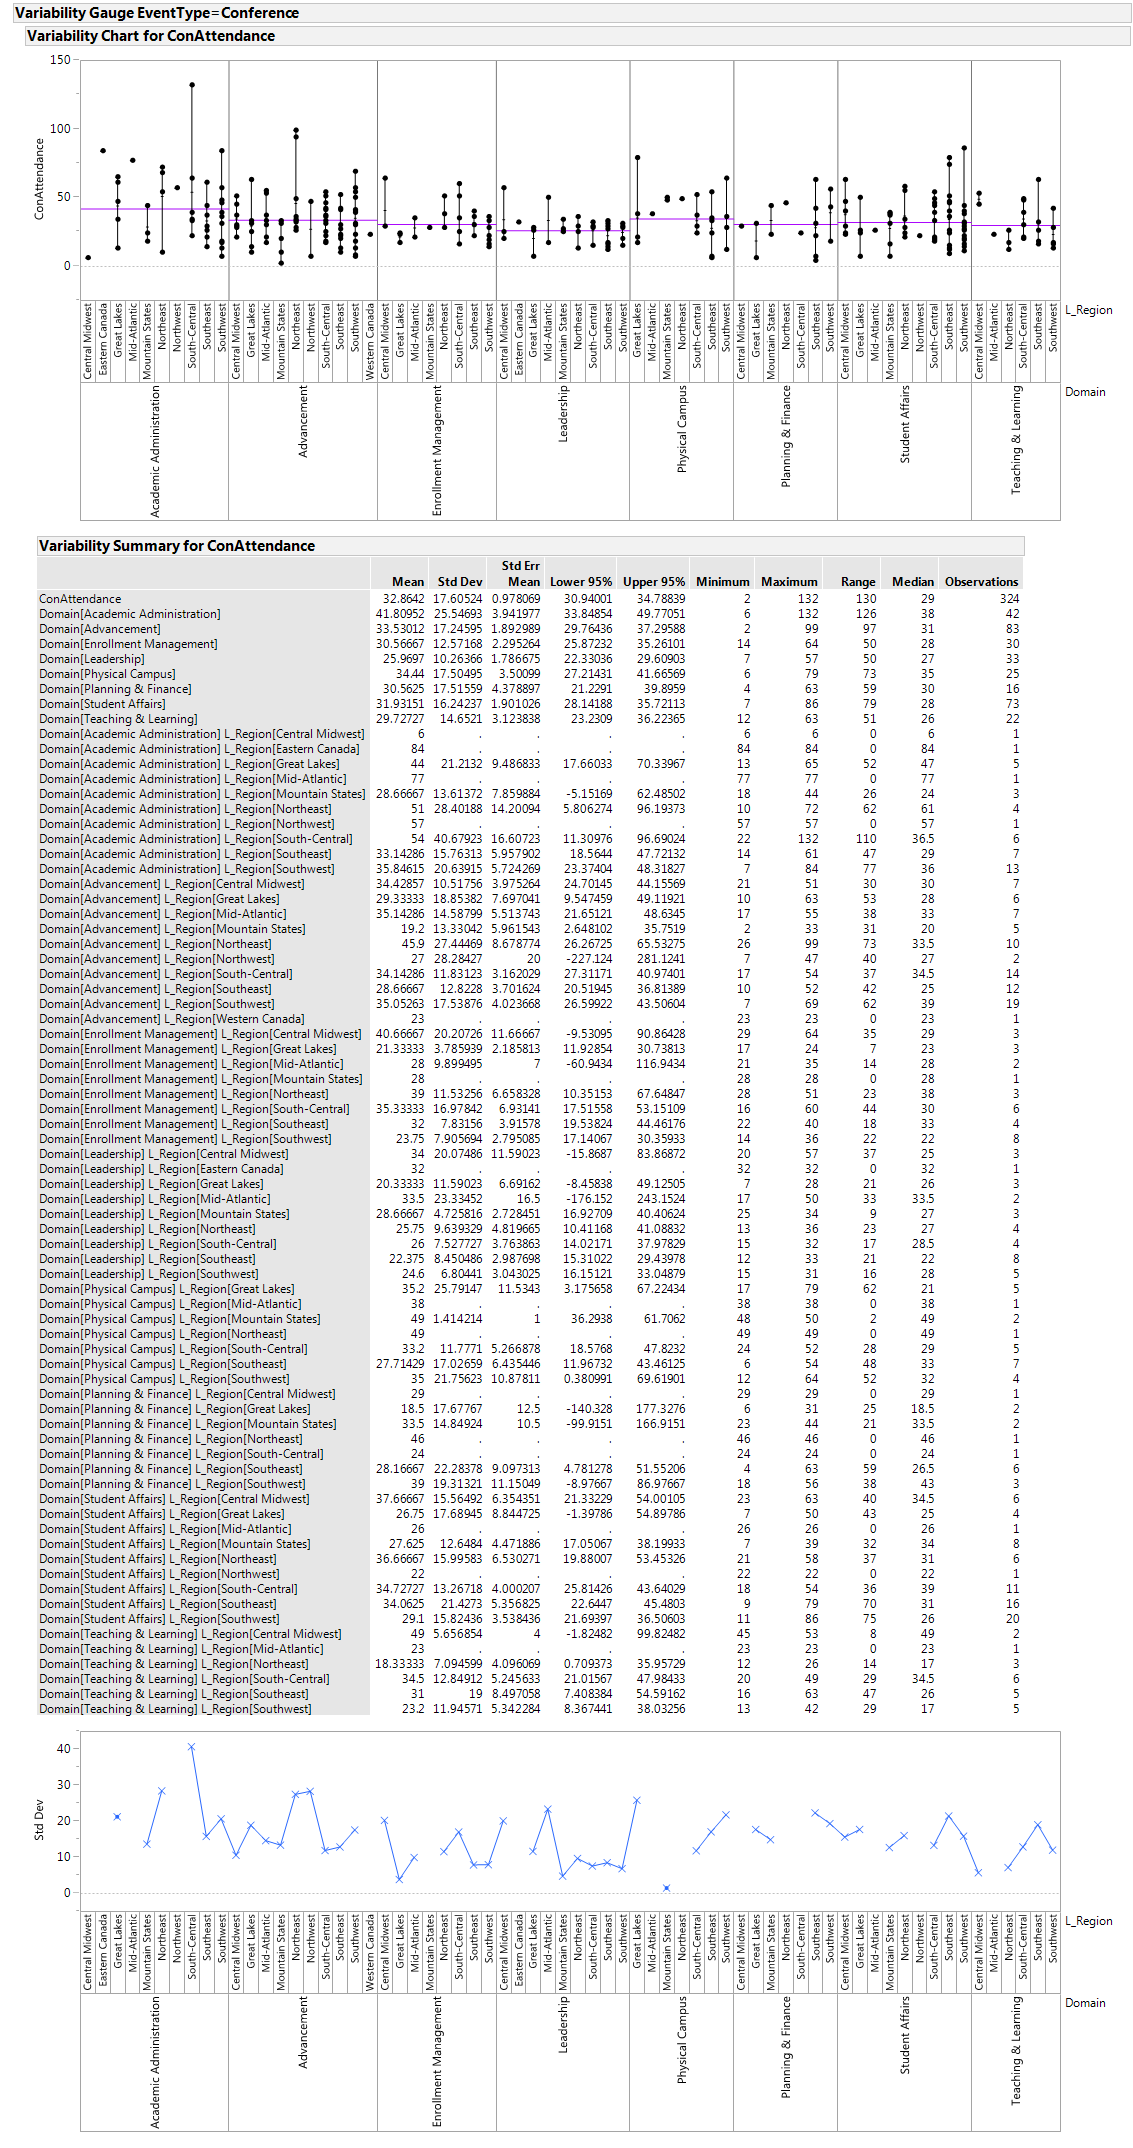 Variability Gauge EventType=Conference
Variability Chart for ConAttendance
150
100
50
0
ConAttendance
Central Midwest
Eastern Canada
Great Lakes
Mid-Atlantic
Mountain States
Northeast
Northwest
South-Central
Southeast
Southwest
Central Midwest
Great Lakes
Mid-Atlantic
Mountain States
Northeast
Northwest
South-Central
Southeast
Southwest
Western Canada
Central Midwest
Great Lakes
Mid-Atlantic
Mountain States
Northeast
South-Central
Southeast
Southwest
Central Midwest
Eastern Canada
Great Lakes
Mid-Atlantic
Mountain States
Northeast
South-Central
Southeast
Southwest
Great Lakes
Mid-Atlantic
Mountain States
Northeast
South-Central
Southeast
Southwest
Central Midwest
Great Lakes
Mountain States
Northeast
South-Central
Southeast
Southwest
Central Midwest
Great Lakes
Mid-Atlantic
Mountain States
Northeast
Northwest
South-Central
Southeast
Southwest
Central Midwest
Mid-Atlantic
Northeast
South-Central
Southeast
Southwest
L_Region
Academic Administration
Advancement
Enrollment Management
Leadership
Physical Campus
Planning & Finance
Student Affairs
Teaching & Learning
Domain
Variability Summary for ConAttendance
Mean Std Dev Std Err Mean Lower 95% Upper 95% Minimum Maximum Range Median Observations
ConAttendance 32.8642 17.60524 0.978069 30.94001 34.78839 2 132 130 29 324
Domain[Academic Administration] 41.80952 25.54693 3.941977 33.84854 49.77051 6 132 126 38 42
Domain[Advancement] 33.53012 17.24595 1.892989 29.76436 37.29588 2 99 97 31 83
Domain[Enrollment Management] 30.56667 12.57168 2.295264 25.87232 35.26101 14 64 50 28 30
Domain[Leadership] 25.9697 10.26366 1.786675 22.33036 29.60903 7 57 50 27 33
Domain[Physical Campus] 34.44 17.50495 3.50099 27.21431 41.66569 6 79 73 35 25
Domain[Planning & Finance] 30.5625 17.51559 4.378897 21.2291 39.8959 4 63 59 30 16
Domain[Student Affairs] 31.93151 16.24237 1.901026 28.14188 35.72113 7 86 79 28 73
Domain[Teaching & Learning] 29.72727 14.6521 3.123838 23.2309 36.22365 12 63 51 26 22
Domain[Academic Administration] L_Region[Central Midwest] 6 . . . . 6 6 0 6 1
Domain[Academic Administration] L_Region[Eastern Canada] 84 . . . . 84 84 0 84 1
Domain[Academic Administration] L_Region[Great Lakes] 44 21.2132 9.486833 17.66033 70.33967 13 65 52 47 5
Domain[Academic Administration] L_Region[Mid-Atlantic] 77 . . . . 77 77 0 77 1
Domain[Academic Administration] L_Region[Mountain States] 28.66667 13.61372 7.859884 -5.15169 62.48502 18 44 26 24 3
Domain[Academic Administration] L_Region[Northeast] 51 28.40188 14.20094 5.806274 96.19373 10 72 62 61 4
Domain[Academic Administration] L_Region[Northwest] 57 . . . . 57 57 0 57 1
Domain[Academic Administration] L_Region[South-Central] 54 40.67923 16.60723 11.30976 96.69024 22 132 110 36.5 6
Domain[Academic Administration] L_Region[Southeast] 33.14286 15.76313 5.957902 18.5644 47.72132 14 61 47 29 7
Domain[Academic Administration] L_Region[Southwest] 35.84615 20.63915 5.724269 23.37404 48.31827 7 84 77 36 13
Domain[Advancement] L_Region[Central Midwest] 34.42857 10.51756 3.975264 24.70145 44.15569 21 51 30 30 7
Domain[Advancement] L_Region[Great Lakes] 29.33333 18.85382 7.697041 9.547459 49.11921 10 63 53 28 6
Domain[Advancement] L_Region[Mid-Atlantic] 35.14286 14.58799 5.513743 21.65121 48.6345 17 55 38 33 7
Domain[Advancement] L_Region[Mountain States] 19.2 13.33042 5.961543 2.648102 35.7519 2 33 31 20 5
Domain[Advancement] L_Region[Northeast] 45.9 27.44469 8.678774 26.26725 65.53275 26 99 73 33.5 10
Domain[Advancement] L_Region[Northwest] 27 28.28427 20 -227.124 281.1241 7 47 40 27 2
Domain[Advancement] L_Region[South-Central] 34.14286 11.83123 3.162029 27.31171 40.97401 17 54 37 34.5 14
Domain[Advancement] L_Region[Southeast] 28.66667 12.8228 3.701624 20.51945 36.81389 10 52 42 25 12
Domain[Advancement] L_Region[Southwest] 35.05263 17.53876 4.023668 26.59922 43.50604 7 69 62 39 19
Domain[Advancement] L_Region[Western Canada] 23 . . . . 23 23 0 23 1
Domain[Enrollment Management] L_Region[Central Midwest] 40.66667 20.20726 11.66667 -9.53095 90.86428 29 64 35 29 3
Domain[Enrollment Management] L_Region[Great Lakes] 21.33333 3.785939 2.185813 11.92854 30.73813 17 24 7 23 3
Domain[Enrollment Management] L_Region[Mid-Atlantic] 28 9.899495 7 -60.9434 116.9434 21 35 14 28 2
Domain[Enrollment Management] L_Region[Mountain States] 28 . . . . 28 28 0 28 1
Domain[Enrollment Management] L_Region[Northeast] 39 11.53256 6.658328 10.35153 67.64847 28 51 23 38 3
Domain[Enrollment Management] L_Region[South-Central] 35.33333 16.97842 6.93141 17.51558 53.15109 16 60 44 30 6
Domain[Enrollment Management] L_Region[Southeast] 32 7.83156 3.91578 19.53824 44.46176 22 40 18 33 4
Domain[Enrollment Management] L_Region[Southwest] 23.75 7.905694 2.795085 17.14067 30.35933 14 36 22 22 8
Domain[Leadership] L_Region[Central Midwest] 34 20.07486 11.59023 -15.8687 83.86872 20 57 37 25 3
Domain[Leadership] L_Region[Eastern Canada] 32 . . . . 32 32 0 32 1
Domain[Leadership] L_Region[Great Lakes] 20.33333 11.59023 6.69162 -8.45838 49.12505 7 28 21 26 3
Domain[Leadership] L_Region[Mid-Atlantic] 33.5 23.33452 16.5 -176.152 243.1524 17 50 33 33.5 2
Domain[Leadership] L_Region[Mountain States] 28.66667 4.725816 2.728451 16.92708 40.40624 25 34 9 27 3
Domain[Leadership] L_Region[Northeast] 25.75 9.639329 4.819665 10.41168 41.08832 13 36 23 27 4
Domain[Leadership] L_Region[South-Central] 26 7.527727 3.763863 14.02171 37.97829 15 32 17 28.5 4
Domain[Leadership] L_Region[Southeast] 22.375 8.450486 2.987698 15.31022 29.43978 12 33 21 22 8
Domain[Leadership] L_Region[Southwest] 24.6 6.80441 3.043025 16.15121 33.04879 15 31 16 28 5
Domain[Physical Campus] L_Region[Great Lakes] 35.2 25.79147 11.5343 3.175658 67.22434 17 79 62 21 5
Domain[Physical Campus] L_Region[Mid-Atlantic] 38 . . . . 38 38 0 38 1
Domain[Physical Campus] L_Region[Mountain States] 49 1.414214 1 36.2938 61.7062 48 50 2 49 2
Domain[Physical Campus] L_Region[Northeast] 49 . . . . 49 49 0 49 1
Domain[Physical Campus] L_Region[South-Central] 33.2 11.7771 5.266878 18.5768 47.8232 24 52 28 29 5
Domain[Physical Campus] L_Region[Southeast] 27.71429 17.02659 6.435446 11.96732 43.46125 6 54 48 33 7
Domain[Physical Campus] L_Region[Southwest] 35 21.75623 10.87811 0.380991 69.61901 12 64 52 32 4
Domain[Planning & Finance] L_Region[Central Midwest] 29 . . . . 29 29 0 29 1
Domain[Planning & Finance] L_Region[Great Lakes] 18.5 17.67767 12.5 -140.328 177.3276 6 31 25 18.5 2
Domain[Planning & Finance] L_Region[Mountain States] 33.5 14.84924 10.5 -99.9151 166.9151 23 44 21 33.5 2
Domain[Planning & Finance] L_Region[Northeast] 46 . . . . 46 46 0 46 1
Domain[Planning & Finance] L_Region[South-Central] 24 . . . . 24 24 0 24 1
Domain[Planning & Finance] L_Region[Southeast] 28.16667 22.28378 9.097313 4.781278 51.55206 4 63 59 26.5 6
Domain[Planning & Finance] L_Region[Southwest] 39 19.31321 11.15049 -8.97667 86.97667 18 56 38 43 3
Domain[Student Affairs] L_Region[Central Midwest] 37.66667 15.56492 6.354351 21.33229 54.00105 23 63 40 34.5 6
Domain[Student Affairs] L_Region[Great Lakes] 26.75 17.68945 8.844725 -1.39786 54.89786 7 50 43 25 4
Domain[Student Affairs] L_Region[Mid-Atlantic] 26 . . . . 26 26 0 26 1
Domain[Student Affairs] L_Region[Mountain States] 27.625 12.6484 4.471886 17.05067 38.19933 7 39 32 34 8
Domain[Student Affairs] L_Region[Northeast] 36.66667 15.99583 6.530271 19.88007 53.45326 21 58 37 31 6
Domain[Student Affairs] L_Region[Northwest] 22 . . . . 22 22 0 22 1
Domain[Student Affairs] L_Region[South-Central] 34.72727 13.26718 4.000207 25.81426 43.64029 18 54 36 39 11
Domain[Student Affairs] L_Region[Southeast] 34.0625 21.4273 5.356825 22.6447 45.4803 9 79 70 31 16
Domain[Student Affairs] L_Region[Southwest] 29.1 15.82436 3.538436 21.69397 36.50603 11 86 75 26 20
Domain[Teaching & Learning] L_Region[Central Midwest] 49 5.656854 4 -1.82482 99.82482 45 53 8 49 2
Domain[Teaching & Learning] L_Region[Mid-Atlantic] 23 . . . . 23 23 0 23 1
Domain[Teaching & Learning] L_Region[Northeast] 18.33333 7.094599 4.096069 0.709373 35.95729 12 26 14 17 3
Domain[Teaching & Learning] L_Region[South-Central] 34.5 12.84912 5.245633 21.01567 47.98433 20 49 29 34.5 6
Domain[Teaching & Learning] L_Region[Southeast] 31 19 8.497058 7.408384 54.59162 16 63 47 26 5
Domain[Teaching & Learning] L_Region[Southwest] 23.2 11.94571 5.342284 8.367441 38.03256 13 42 29 17 5
40
30
20
10
0
Std Dev
Central Midwest
Eastern Canada
Great Lakes
Mid-Atlantic
Mountain States
Northeast
Northwest
South-Central
Southeast
Southwest
Central Midwest
Great Lakes
Mid-Atlantic
Mountain States
Northeast
Northwest
South-Central
Southeast
Southwest
Western Canada
Central Midwest
Great Lakes
Mid-Atlantic
Mountain States
Northeast
South-Central
Southeast
Southwest
Central Midwest
Eastern Canada
Great Lakes
Mid-Atlantic
Mountain States
Northeast
South-Central
Southeast
Southwest
Great Lakes
Mid-Atlantic
Mountain States
Northeast
South-Central
Southeast
Southwest
Central Midwest
Great Lakes
Mountain States
Northeast
South-Central
Southeast
Southwest
Central Midwest
Great Lakes
Mid-Atlantic
Mountain States
Northeast
Northwest
South-Central
Southeast
Southwest
Central Midwest
Mid-Atlantic
Northeast
South-Central
Southeast
Southwest
L_Region
Academic Administration
Advancement
Enrollment Management
Leadership
Physical Campus
Planning & Finance
Student Affairs
Teaching & Learning
Domain